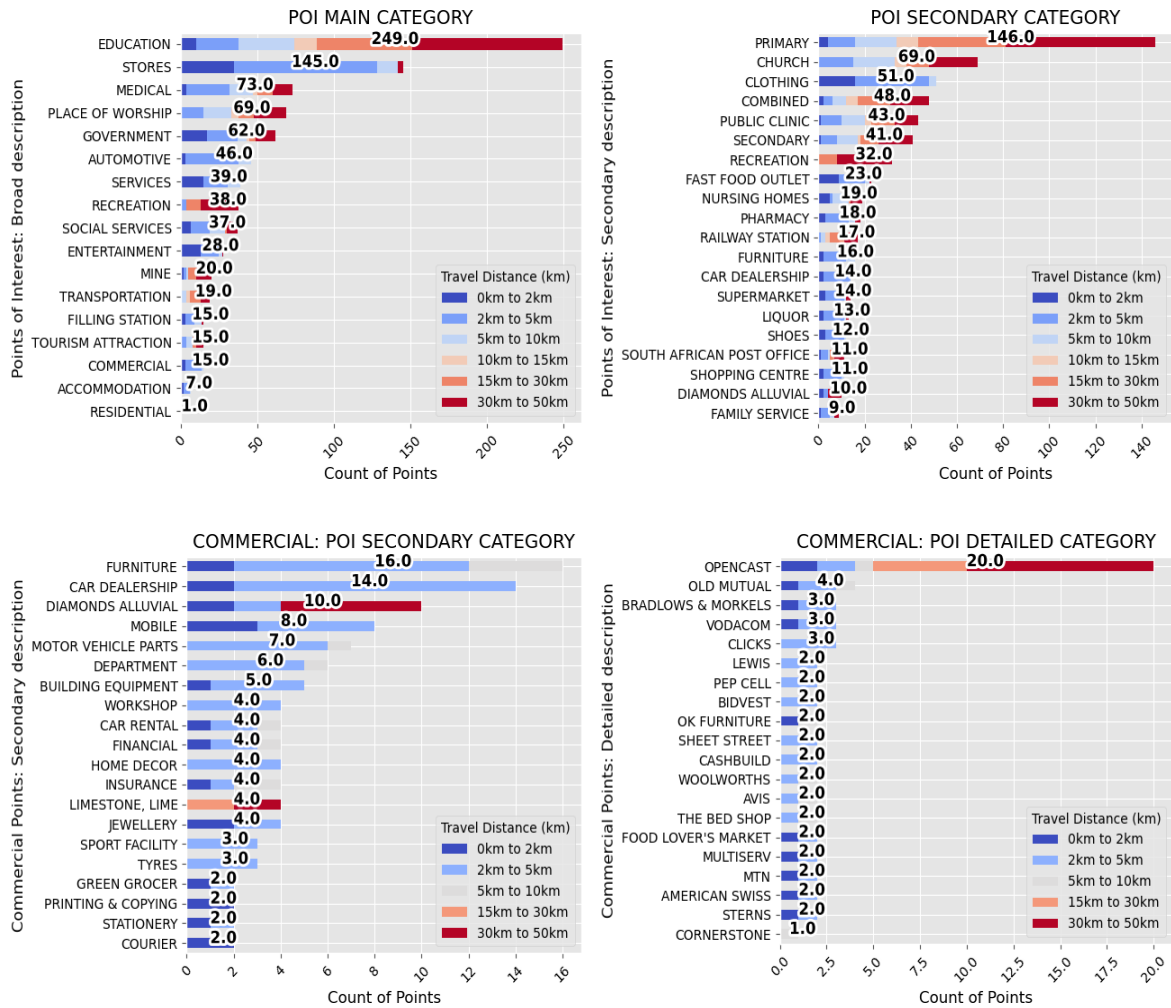 POI MAIN CATEGORY
Points of Interest: Broad description
EDUCATION 249.0
STORES 145.0
MEDICAL 73.0
PLACE OF WORSHIP 69.0
GOVERNMENT 62.0
AUTOMOTIVE 46.0
SERVICES 39.0
RECREATION 38.0
SOCIAL SERVICES 37.0
ENTERTAINMENT 28.0
MINE 20.0
TRANSPORTATION 19.0
FILLING STATION 15.0
TOURISM ATTRACTION 15.0
COMMERCIAL 15.0
ACCOMMODATION 7.0
RESIDENTIAL 1.0
Travel Distance (km)
0km to 2km
2km to 5km
5km to 10km
10km to 15km
15km to 30km
30km to 50km
0 50 100 150 200 250
Count of Points
POI SECONDARY CATEGORY
Points of Interest: Secondary description
PRIMARY 146.0
CHURCH 69.0
CLOTHING 51.0
COMBINED 48.0
PUBLIC CLINIC 43.0
SECONDARY 41.0
RECREATION 32.0
FAST FOOD OUTLET 23.0
NURSING HOMES 19.0
PHARMACY 18.0
RAILWAY STATION 17.0
FURNITURE 16.0
CAR DEALERSHIP 14.0
SUPERMARKET 14.0
LIQUOR 13.0
SHOES 12.0
SOUTH AFRICAN POST OFFICE 11.0
SHOPPING CENTRE 11.0
DIAMONDS ALLUVIAL 10.0
FAMILY SERVICE 9.0
Travel Distance (km)
0km to 2km
2km to 5km
5km to 10km
10km to 15km
15km to 30km
30km to 50km
0 20 40 60 80 100 120 140
Count of Points
COMMERCIAL: POI SECONDARY CATEGORY
Commercial Points: Secondary description
FURNITURE 16.0
CAR DEALERSHIP 14.0
DIAMONDS ALLUVIAL 10.0
MOBILE 8.0
MOTOR VEHICLE PARTS 7.0
DEPARTMENT 6.0
BUILDING EQUIPMENT 5.0
WORKSHOP 4.0
CAR RENTAL 4.0
FINANCIAL 4.0
HOME DECOR 4.0
INSURANCE 4.0
LIMESTONE, LIME 4.0
JEWELLERY 4.0
SPORT FACILITY 3.0
TYRES 3.0
GREEN GROCER 2.0
PRINTING & COPYING 2.0
STATIONERY 2.0
COURIER 2.0
Travel Distance (km)
0km to 2km
2km to 5km
5km to 10km
15km to 30km
30km to 50km
0 2 4 6 8 10 12 14 16
Count of Points
COMMERCIAL: POI DETAILED CATEGORY
Commercial Points: Detailed description
OPENCAST 20.0
OLD MUTUAL 4.0
BRADLOWS & MORKELS 3.0
VODACOM 3.0
CLICKS 3.0
LEWIS 2.0
PEP CELL 2.0
BIDVEST 2.0
OK FURNITURE 2.0
SHEET STREET 2.0
CASHBUILD 2.0
WOOLWORTHS 2.0
AVIS 2.0
THE BED SHOP 2.0
FOOD LOVER'S MARKET 2.0
MULTISERV 2.0
MTN 2.0
AMERICAN SWISS 2.0
STERNS 2.0
CORNERSTONE 1.0
Travel Distance (km)
0km to 2km
2km to 5km
5km to 10km
15km to 30km
30km to 50km
0.0 2.5 5.0 7.5 10.0 12.5 15.0 17.5 20.0
Count of Points